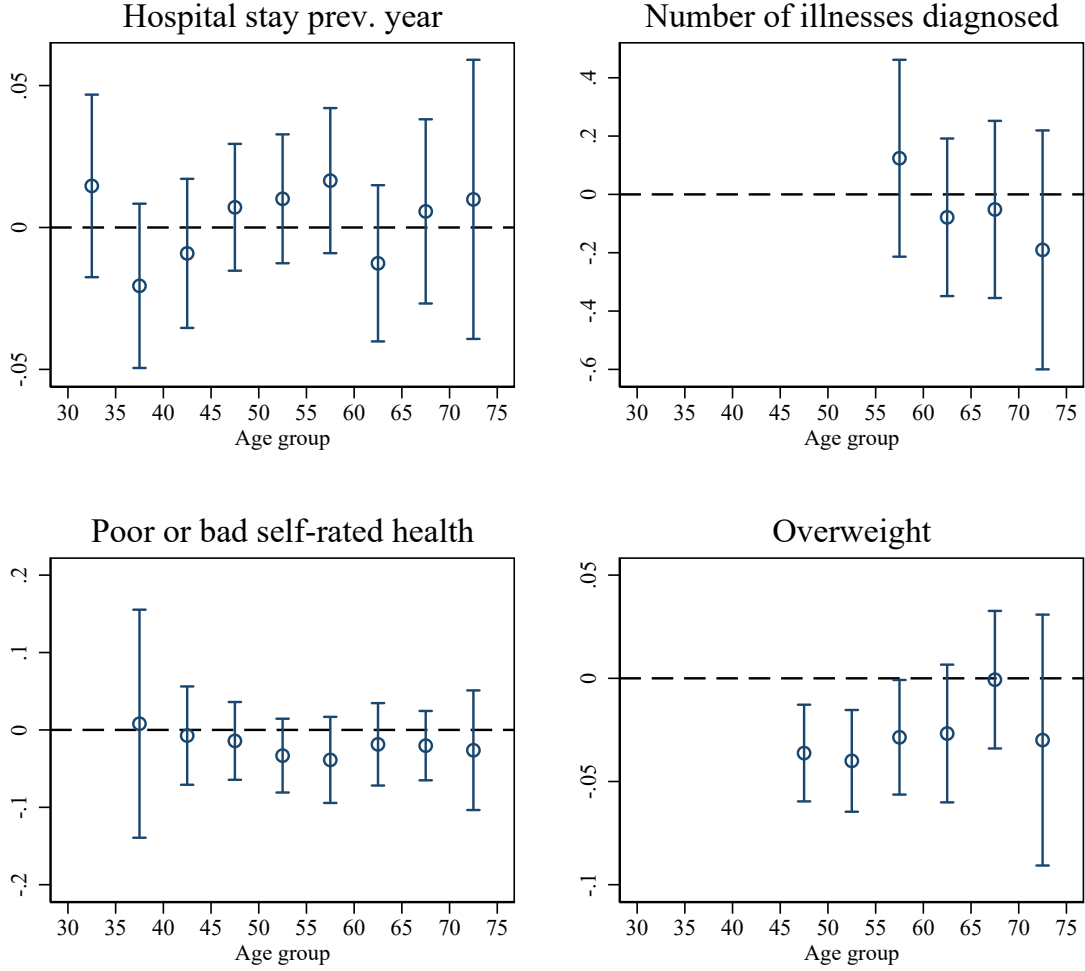 Hospital stay prev. year
.05
0
-.05
30 35 40 45 50 55 60 65 70 75
Age group
Number of illnesses diagnosed
.4
.2
0
-.2
-.4
-.6
30 35 40 45 50 55 60 65 70 75
Age group
Poor or bad self-rated health
.2
.1
0
-.1
-.2
30 35 40 45 50 55 60 65 70 75
Age group
Overweight
.05
0
-.05
-.1
30 35 40 45 50 55 60 65 70 75
Age group